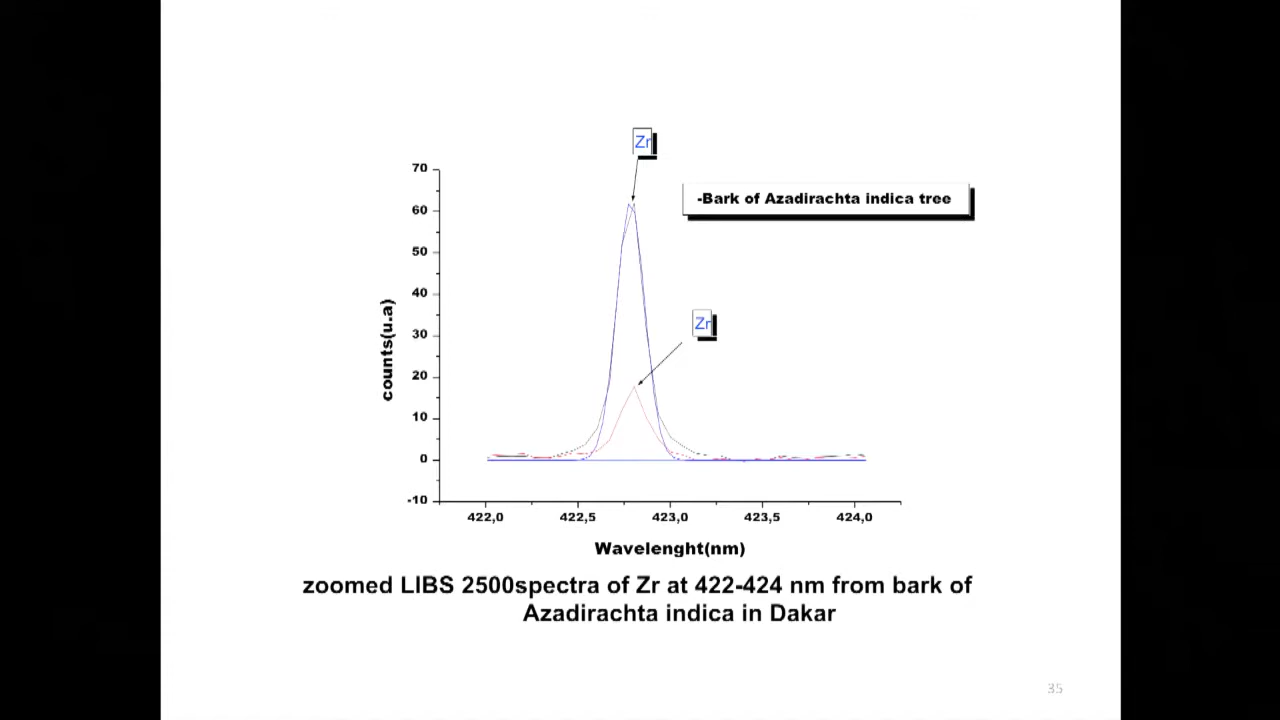 Zr
70
-Bark of Azadirachta indica tree
60
50
40
Zr
30
20
10
0
-10
counts(u.a)
422,0 422,5 423,0 423,5 424,0
Wavelenght(nm)
zoomed LIBS 2500spectra of Zr at 422-424 nm from bark of
Azadirachta indica in Dakar
35